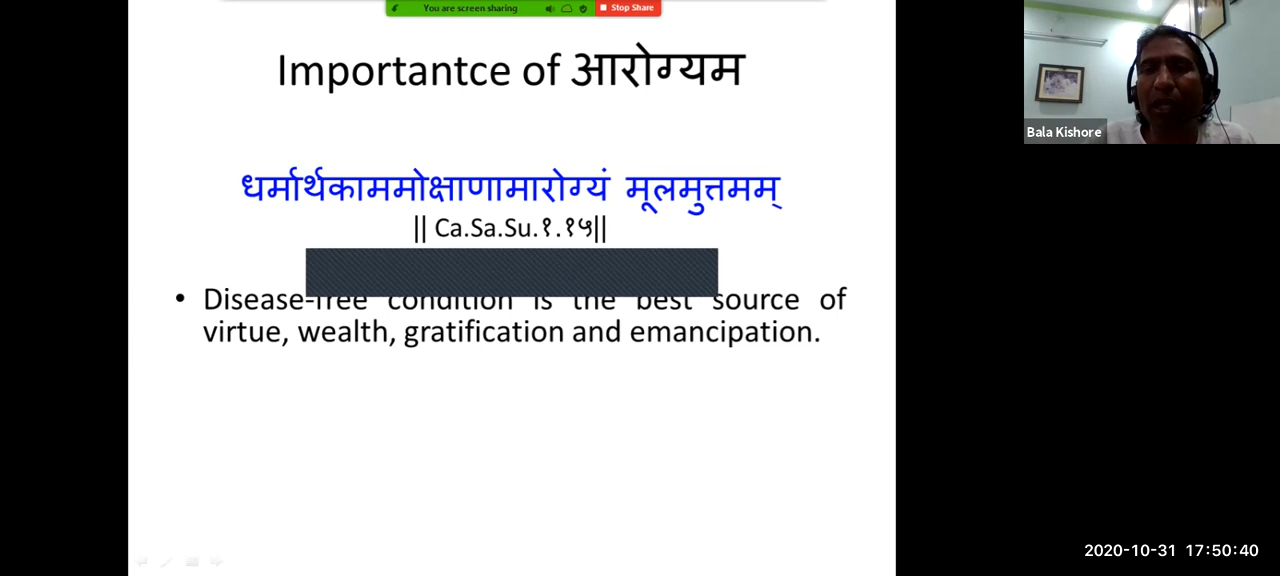 You are screen sharing Stop Share
Importantce of आरोग्यम
धर्मार्थकाममोक्षाणामारोग्यं मूलमुत्तमम्
|| Ca.Sa.Su.१.१५||
• Disease-free condition is the best source of
virtue, wealth, gratification and emancipation.
Bala Kishore
2020-10-31 17:50:40